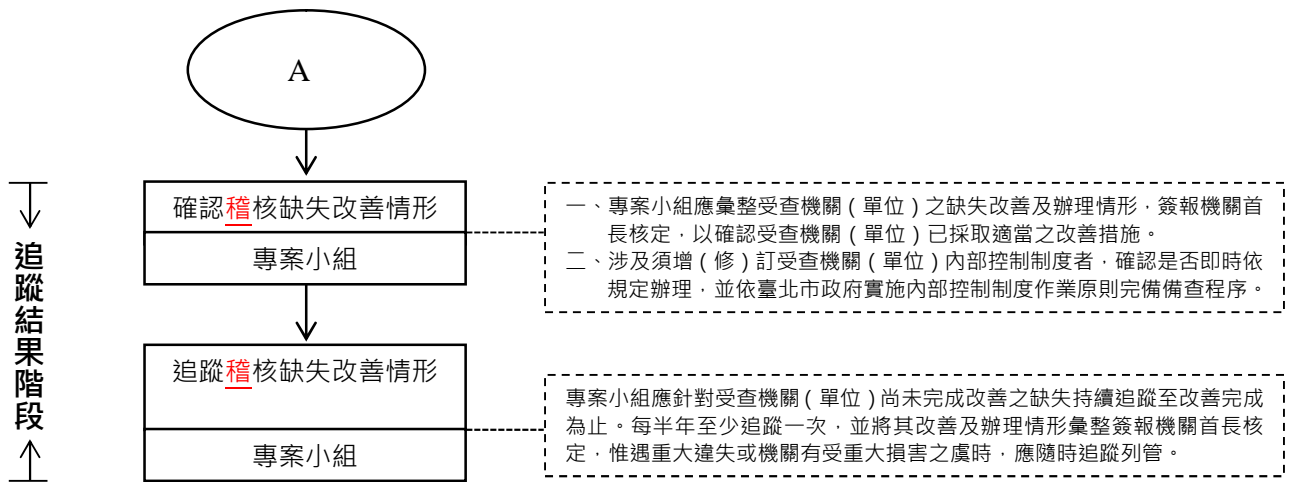 A
追蹤結果階段
確認稽核缺失改善情形
專案小組
一、專案小組應彙整受查機關(單位)之缺失改善及辦理情形，簽報機關首
長核定，以確認受查機關(單位)已採取適當之改善措施。
二、涉及須增(修)訂受查機關(單位)內部控制制度者，確認是否即時依
規定辦理，並依臺北市政府實施內部控制制度作業原則完備備查程序。
追蹤稽核缺失改善情形
專案小組
專案小組應針對受查機關(單位)尚未完成改善之缺失持續追蹤至改善完成
為止。每半年至少追蹤一次，並將其改善及辦理情形彙整簽報機關首長核
定，惟遇重大違失或機關有受重大損害之虞時，應隨時追蹤列管。